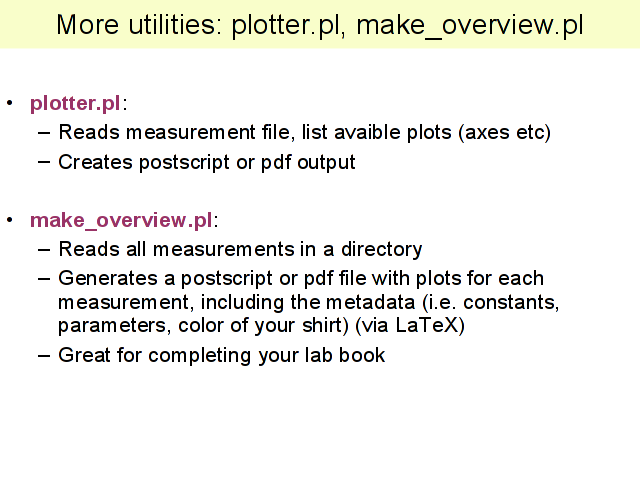 More utilities: plotter.pl, make_overview.pl
• plotter.pl:
– Reads measurement file, list avaible plots (axes etc)
– Creates postscript or pdf output
• make_overview.pl:
– Reads all measurements in a directory
– Generates a postscript or pdf file with plots for each
measurement, including the metadata (i.e. constants,
parameters, color of your shirt) (via LaTeX)
– Great for completing your lab book